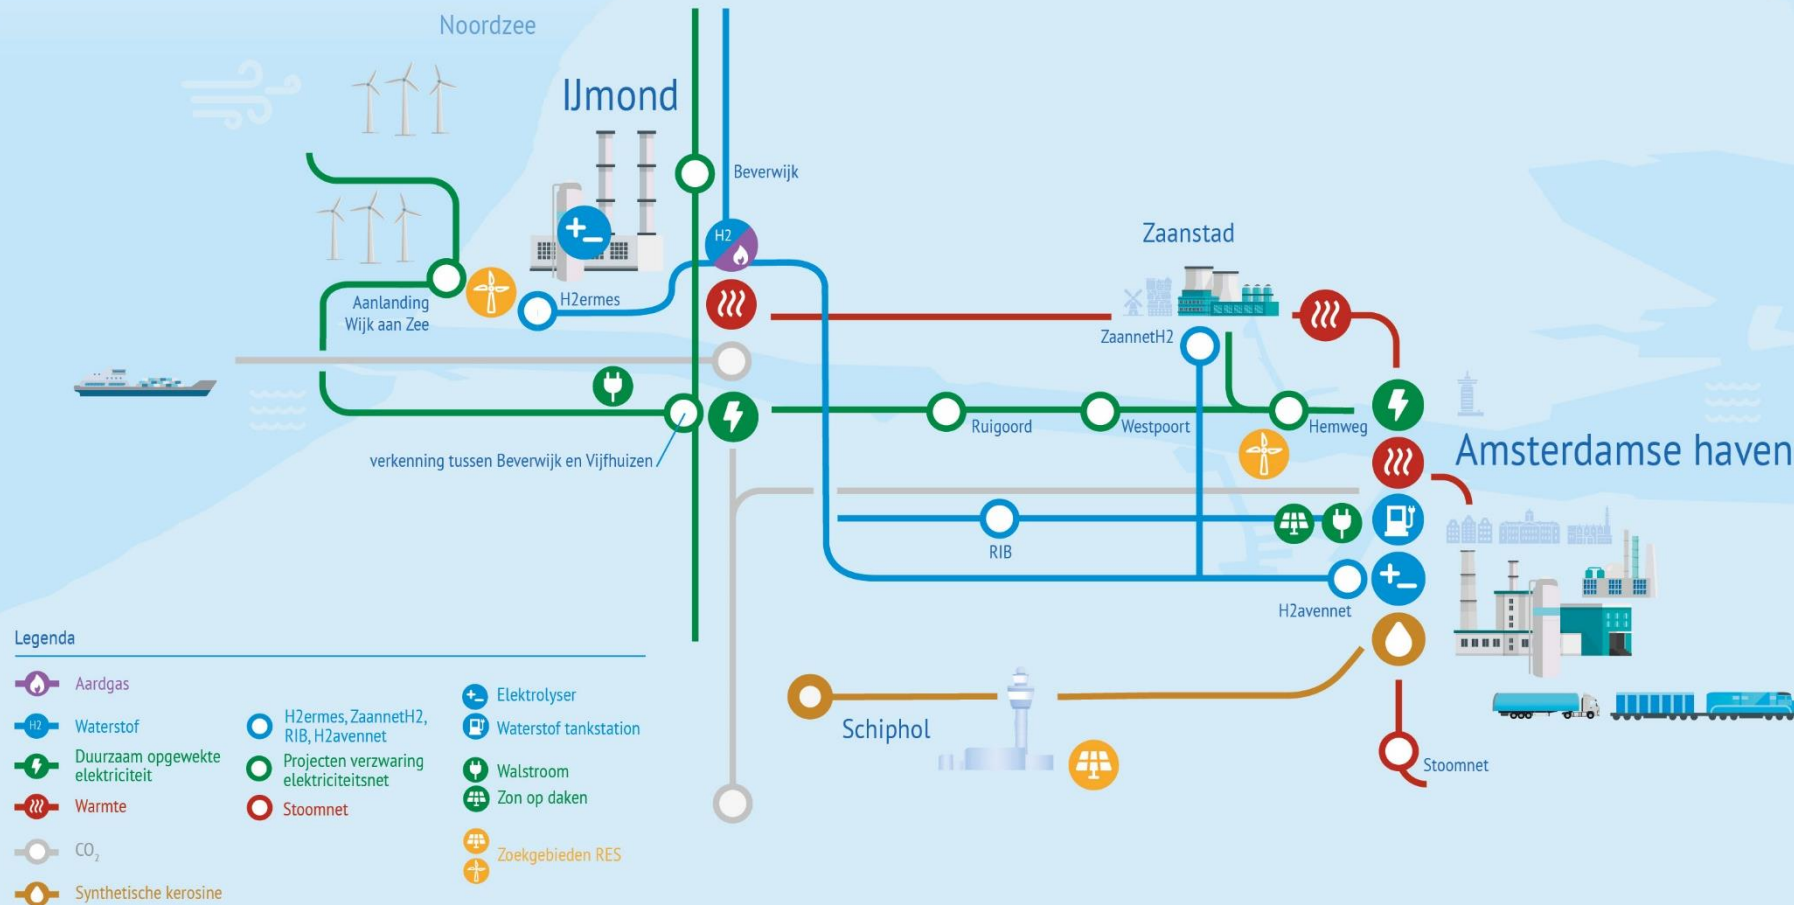 Noordzee
IJmond
Beverwijk
H2
Zaanstad
Aanlanding
Wijk aan Zee
H2ermes
ZaannetH2
Ruigoord
Westpoort
Hemweg
verkenning tussen Beverwijk en Vijfhuizen
Amsterdamse haven
RIB
H2avennet
Schiphol
Stoomnet
Legenda
Aardgas
H2
Waterstof
Duurzaam opgewekte
elektriciteit
Warmte
CO₂
Synthetische kerosine
H2ermes, ZaannetH2,
RIB, H2avennet
Projecten verzwaring
elektriciteitsnet
Stoomnet
Elektrolyser
Waterstof tankstation
Walstroom
Zon op daken
Zoekgebieden RES